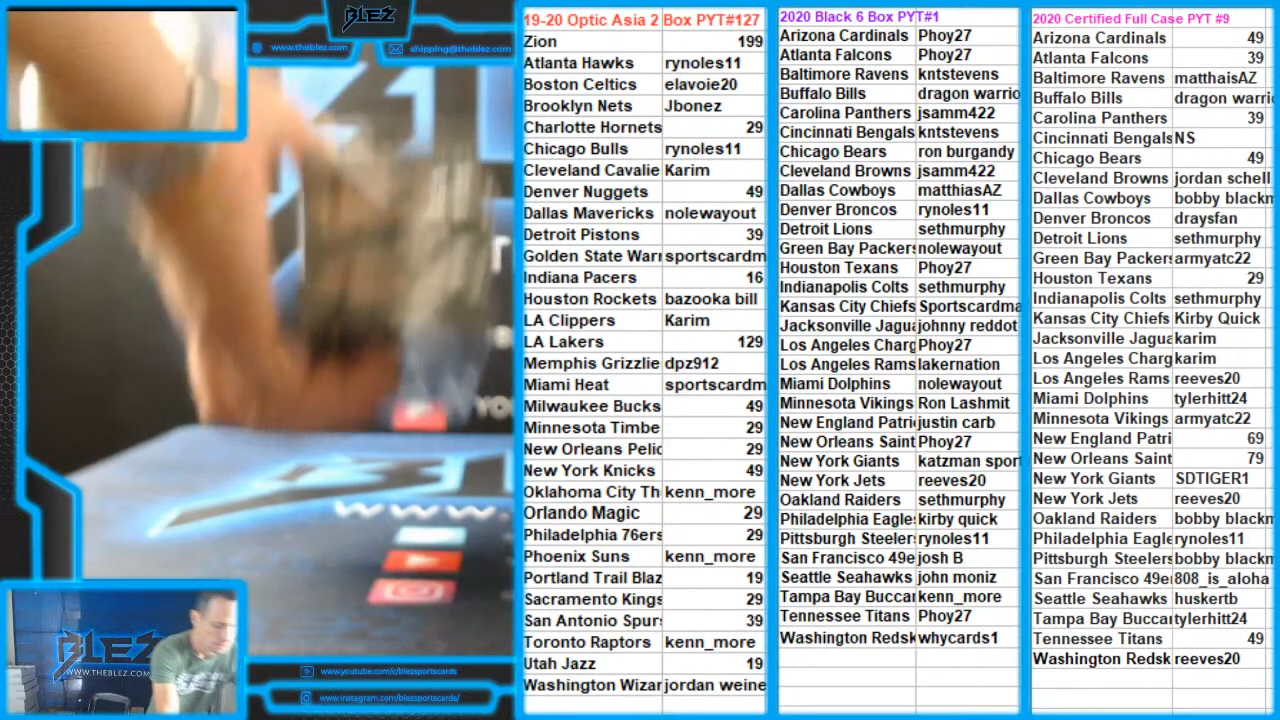 BLEZ
www.theblez.com
shipping@theblez.com
www.
BLEZ
WWW.THEBLEZ.COM
www.youtube.com/c/blezsportscards
www.instagram.com/blezsportscards/
19-20 Optic Asia 2 Box PYT#127
Zion 199
Atlanta Hawks rynoles11
Boston Celtics elavoie20
Brooklyn Nets Jbonez
Charlotte Hornets 29
Chicago Bulls rynoles11
Cleveland Cavalie Karim
Denver Nuggets 49
Dallas Mavericks nolewayout
Detroit Pistons 39
Golden State Warr sportscardm
Indiana Pacers 16
Houston Rockets bazooka bill
LA Clippers Karim
LA Lakers 129
Memphis Grizzlie dpz912
Miami Heat sportscardm
Milwaukee Bucks 49
Minnesota Timbe 29
New Orleans Pelic 29
New York Knicks 49
Oklahoma City Th kenn_more
Orlando Magic 29
Philadelphia 76ers 29
Phoenix Suns kenn_more
Portland Trail Blaz 19
Sacramento Kings 29
San Antonio Spurs 39
Toronto Raptors kenn_more
Utah Jazz 19
Washington Wizar jordan weine
2020 Black 6 Box PYT#1
Arizona Cardinals Phoy27
Atlanta Falcons Phoy27
Baltimore Ravens kntstevens
Buffalo Bills dragon warrio
Carolina Panthers jsamm422
Cincinnati Bengals kntstevens
Chicago Bears ron burgandy
Cleveland Browns jsamm422
Dallas Cowboys matthiasAZ
Denver Broncos rynoles11
Detroit Lions sethmurphy
Green Bay Packers nolewayout
Houston Texans Phoy27
Indianapolis Colts sethmurphy
Kansas City Chiefs Sportscardma
Jacksonville Jagua johnny reddot
Los Angeles Charg Phoy27
Los Angeles Rams lakernation
Miami Dolphins nolewayout
Minnesota Vikings Ron Lashmit
New England Patri justin carb
New Orleans Saint Phoy27
New York Giants katzman sport
New York Jets reeves20
Oakland Raiders sethmurphy
Philadelphia Eagle kirby quick
Pittsburgh Steelers rynoles11
San Francisco 49e josh B
Seattle Seahawks john moniz
Tampa Bay Buccar kenn_more
Tennessee Titans Phoy27
Washington Redsk whycards1
2020 Certified Full Case PYT #9
Arizona Cardinals 49
Atlanta Falcons 39
Baltimore Ravens matthaisAZ
Buffalo Bills dragon warric
Carolina Panthers 39
Cincinnati Bengals NS
Chicago Bears 49
Cleveland Browns jordan schell
Dallas Cowboys bobby blackm
Denver Broncos draysfan
Detroit Lions sethmurphy
Green Bay Packers armyatc22
Houston Texans 29
Indianapolis Colts sethmurphy
Kansas City Chiefs Kirby Quick
Jacksonville Jagua karim
Los Angeles Charg karim
Los Angeles Rams reeves20
Miami Dolphins tylerhitt24
Minnesota Vikings armyatc22
New England Patri 69
New Orleans Saint 79
New York Giants SDTIGER1
New York Jets reeves20
Oakland Raiders bobby blackm
Philadelphia Eagle rynoles11
Pittsburgh Steelers bobby blackm
San Francisco 49e 808_is_aloha
Seattle Seahawks huskertb
Tampa Bay Buccar tylerhitt24
Tennessee Titans 49
Washington Redsk reeves20